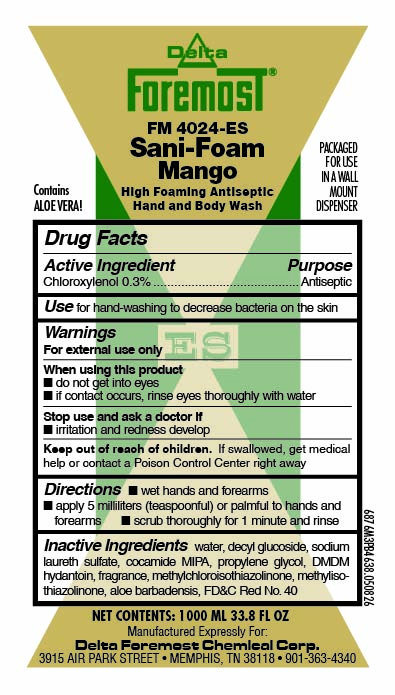 Delta
Foremost®
FM 4024-ES
Sani-Foam
Mango
High Foaming Antiseptic
Hand and Body Wash
Contains
ALOE VERA!
PACKAGED
FOR USE
IN A WALL
MOUNT
DISPENSER
Drug Facts
Active Ingredient Purpose
Chloroxylenol 0.3%.......................................Antiseptic
Use for hand-washing to decrease bacteria on the skin
Warnings
For external use only
ES
When using this product
■ do not get into eyes
■ if contact occurs, rinse eyes thoroughly with water
Stop use and ask a doctor if
■ irritation and redness develop
Keep out of reach of children. If swallowed, get medical
help or contact a Poison Control Center right away
Directions ■ wet hands and forearms
■ apply 5 milliliters (teaspoonful) or palmful to hands and
forearms ■ scrub thoroughly for 1 minute and rinse
Inactive Ingredients water, decyl glucoside, sodium
laureth sulfate, cocamide MIPA, propylene glycol, DMDM
hydantoin, fragrance, methylchloroisothiazolinone, methyliso-
thiazolinone, aloe barbadensis, FD&C Red No. 40
NET CONTENTS: 1000 ML 33.8 FL OZ
Manufactured Expressly For:
Delta Foremost Chemical Corp.
3915 AIR PARK STREET • MEMPHIS, TN 38118 • 901-363-4340